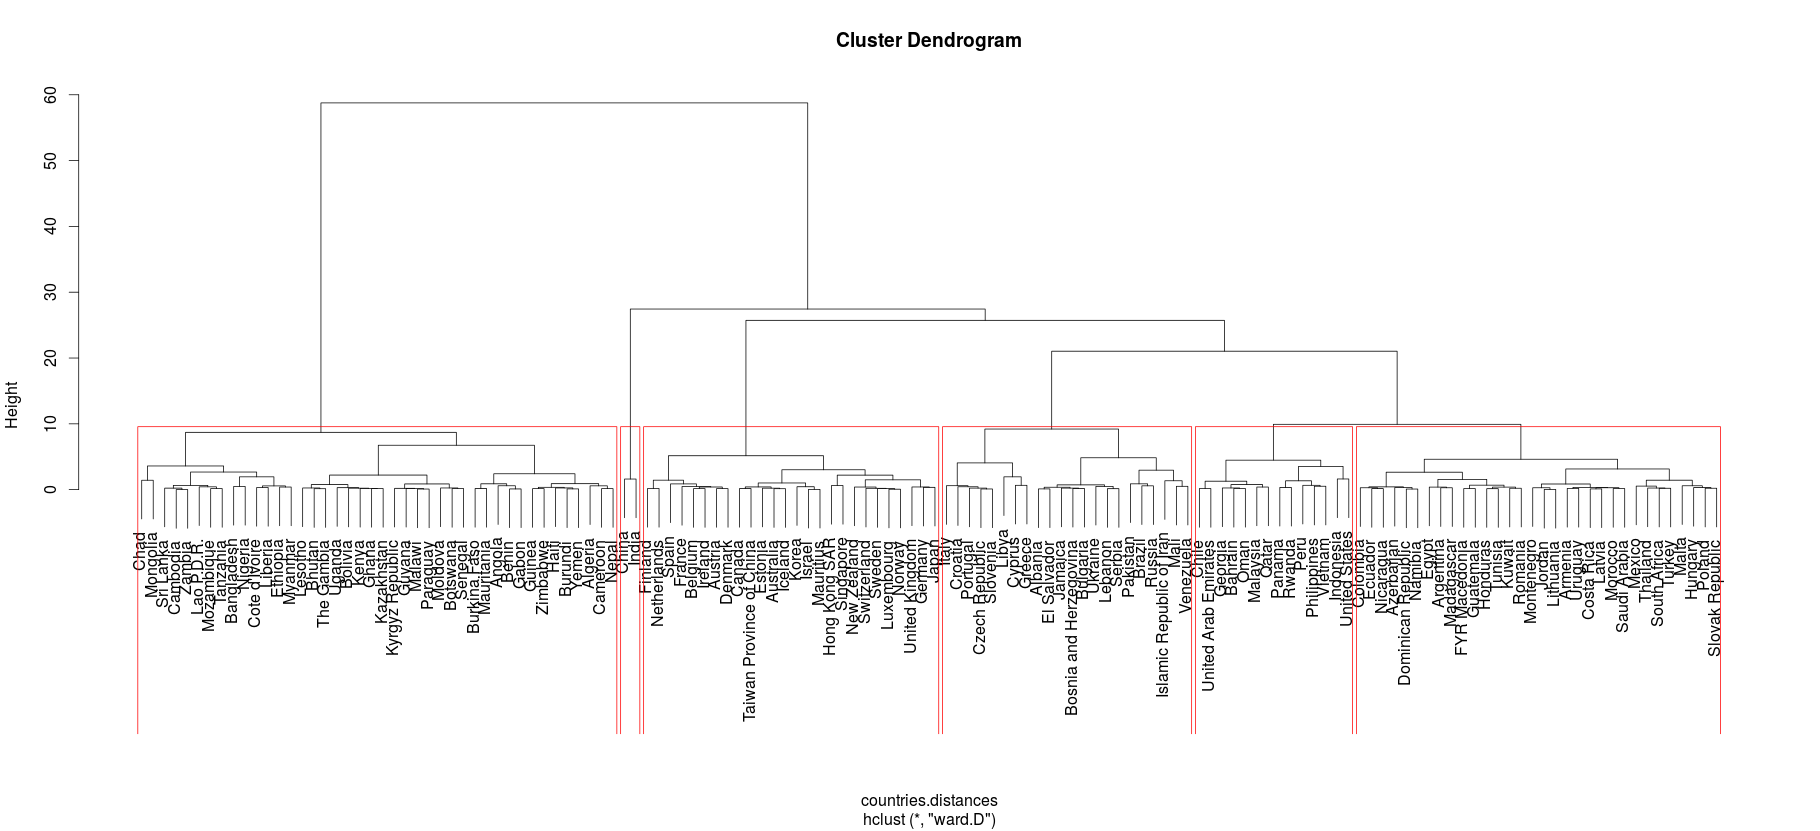 Cluster Dendrogram
Height
0
10
20
30
40
50
60
Chad
Mongolia
Sri Lanka
Cambodia
Zambia
Lao P.D.R.
Mozambique
Tanzania
Bangladesh
Nigeria
Cote d'Ivoire
Liberia
Ethiopia
Myanmar
Lesotho
Bhutan
The Gambia
Uganda
Bolivia
Kenya
Ghana
Kazakhstan
Kyrgyz Republic
Guyana
Malawi
Paraguay
Moldova
Botswana
Senegal
Burkina Faso
Mauritania
Angola
Benin
Gabon
Guinea
Zimbabwe
Haiti
Burundi
Yemen
Algeria
Cameroon
Nepal
China
India
Finland
Netherlands
Spain
France
Belgium
Ireland
Austria
Denmark
Canada
Taiwan Province of China
Estonia
Australia
Iceland
Korea
Israel
Mauritius
Hong Kong SAR
Singapore
New Zealand
Switzerland
Sweden
Luxembourg
Norway
United Kingdom
Germany
Japan
Italy
Croatia
Portugal
Czech Republic
Slovenia
Libya
Cyprus
Greece
Albania
El Salvador
Jamaica
Bosnia and Herzegovina
Bulgaria
Ukraine
Lebanon
Serbia
Pakistan
Brazil
Russia
Islamic Republic of Iran
Mali
Venezuela
Chile
United Arab Emirates
Georgia
Bahrain
Oman
Malaysia
Qatar
Panama
Rwanda
Peru
Philippines
Vietnam
Indonesia
United States
Colombia
Ecuador
Nicaragua
Azerbaijan
Dominican Republic
Namibia
Egypt
Argentina
Madagascar
FYR Macedonia
Guatemala
Honduras
Tunisia
Kuwait
Romania
Montenegro
Jordan
Lithuania
Armenia
Uruguay
Costa Rica
Latvia
Morocco
Saudi Arabia
Mexico
Thailand
South Africa
Turkey
Malta
Hungary
Poland
Slovak Republic
countries.distances
hclust (*, "ward.D")